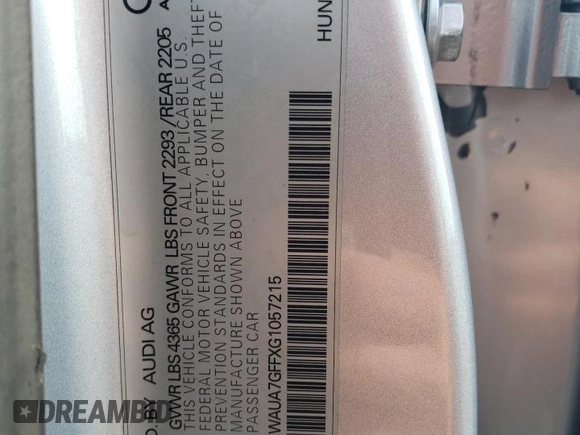 D BY AUDI AG
GVWR LBS 4365 GAWR LBS FRONT 2293 /REAR 2205
THIS VEHICLE CONFORMS TO ALL APPLICABLE U.S.
FEDERAL MOTOR VEHICLE SAFETY, BUMPER AND THEFT
PREVENTION STANDARDS IN EFFECT ON THE DATE OF
MANUFACTURE SHOWN ABOVE
PASSENGER CAR
WAUA7GFFXG1057215
HUN
DREAMBID